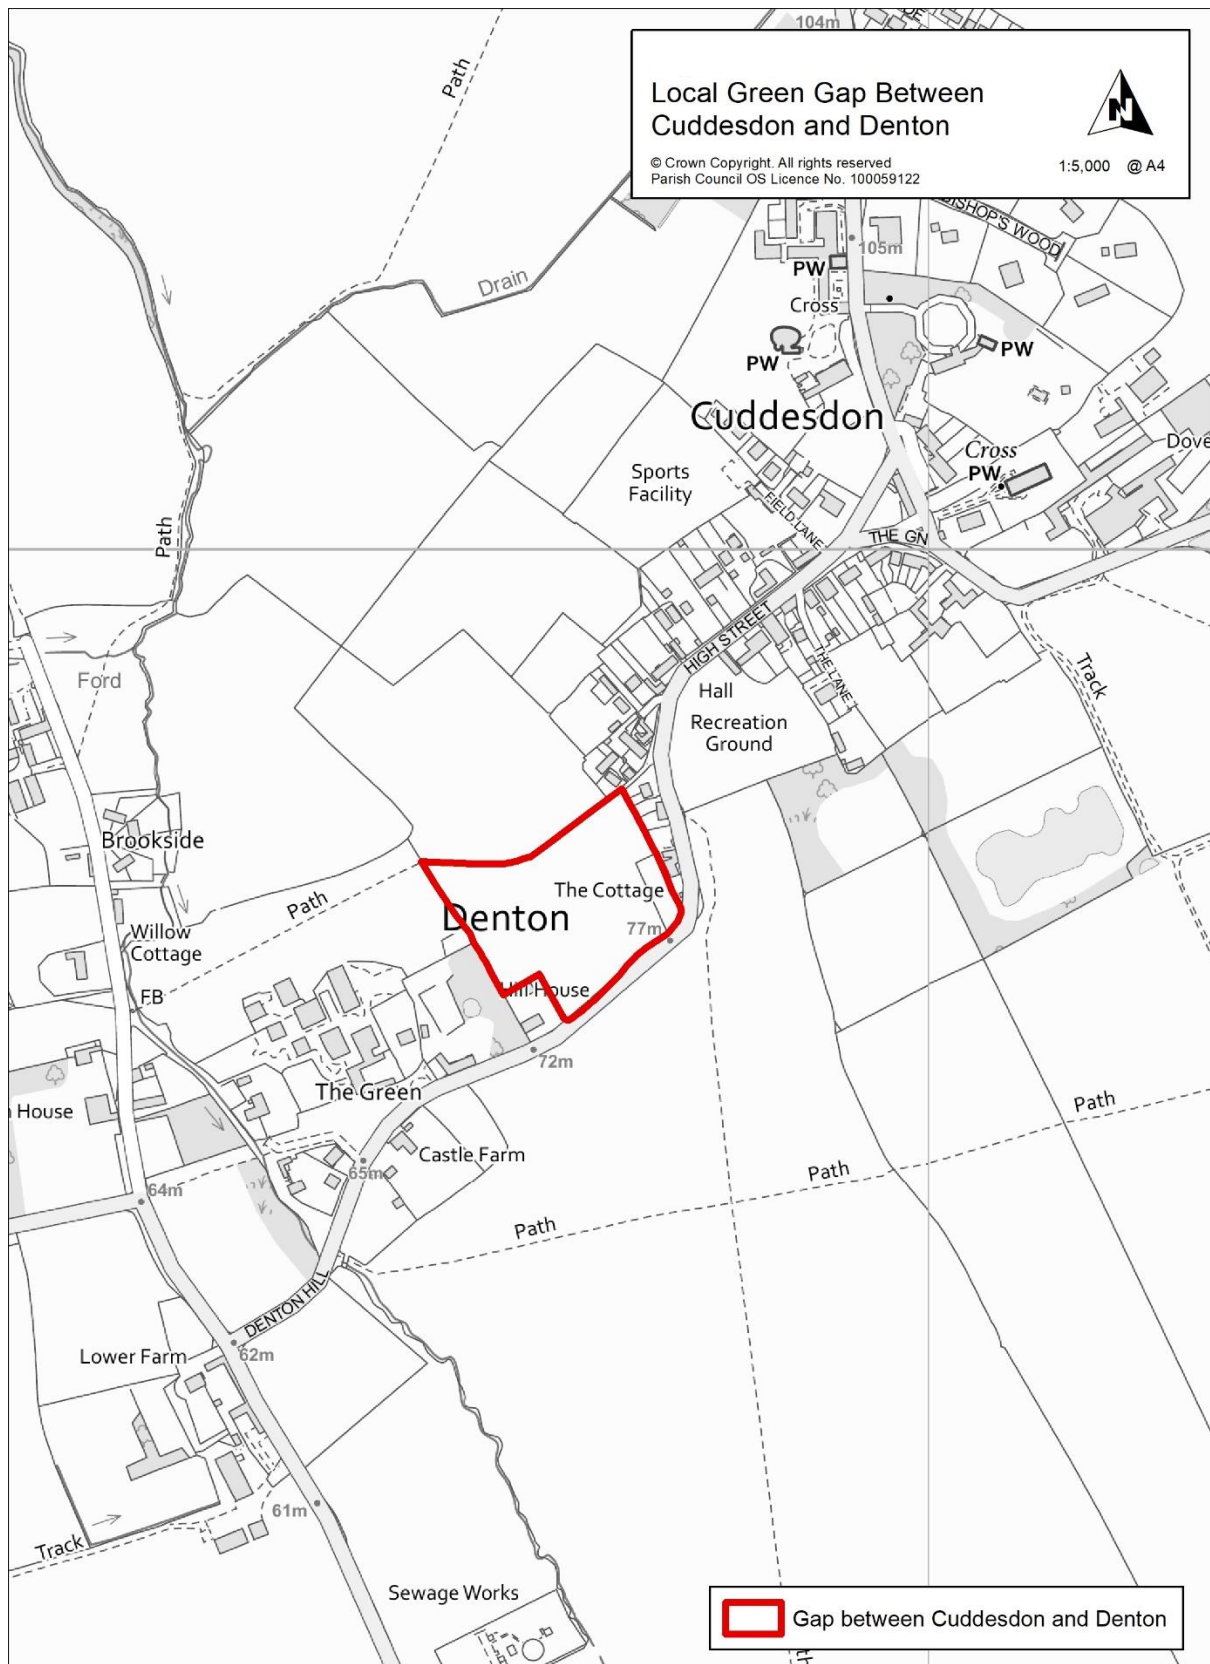 104m
Local Green Gap Between
Cuddesdon and Denton
N
© Crown Copyright. All rights reserved
Parish Council OS Licence No. 100059122
1:5,000 @ A4
Path
BISHOP'S WOOD
105m
PW
Drain
Cross
PW
PW
Cuddesdon
Cross
PW
Dove
Sports
Facility
FIELD LANE
THE GN
Path
HIGH STREET
THE LANE
Track
Ford
Hall
Recreation
Ground
Brookside
The Cottage
Path
Denton
77m
Willow
Cottage
FB
Hill House
72m
The Green
House
Path
Castle Farm
65m
Path
64m
Path
DENTON HILL
62m
Lower Farm
61m
Track
Sewage Works
Gap between Cuddesdon and Denton